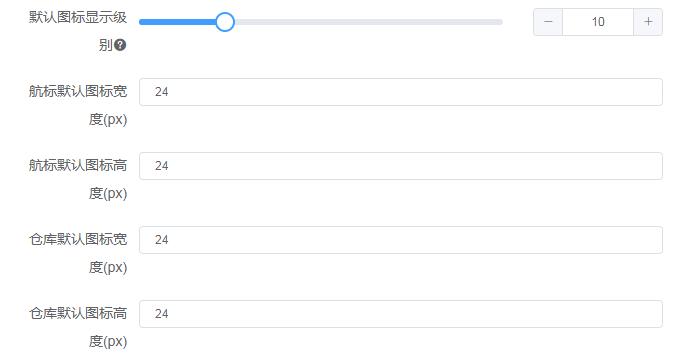 默认图标显示级
别
10
航标默认图标宽
度(px)
24
航标默认图标高
度(px)
24
仓库默认图标宽
度(px)
24
仓库默认图标高
度(px)
24